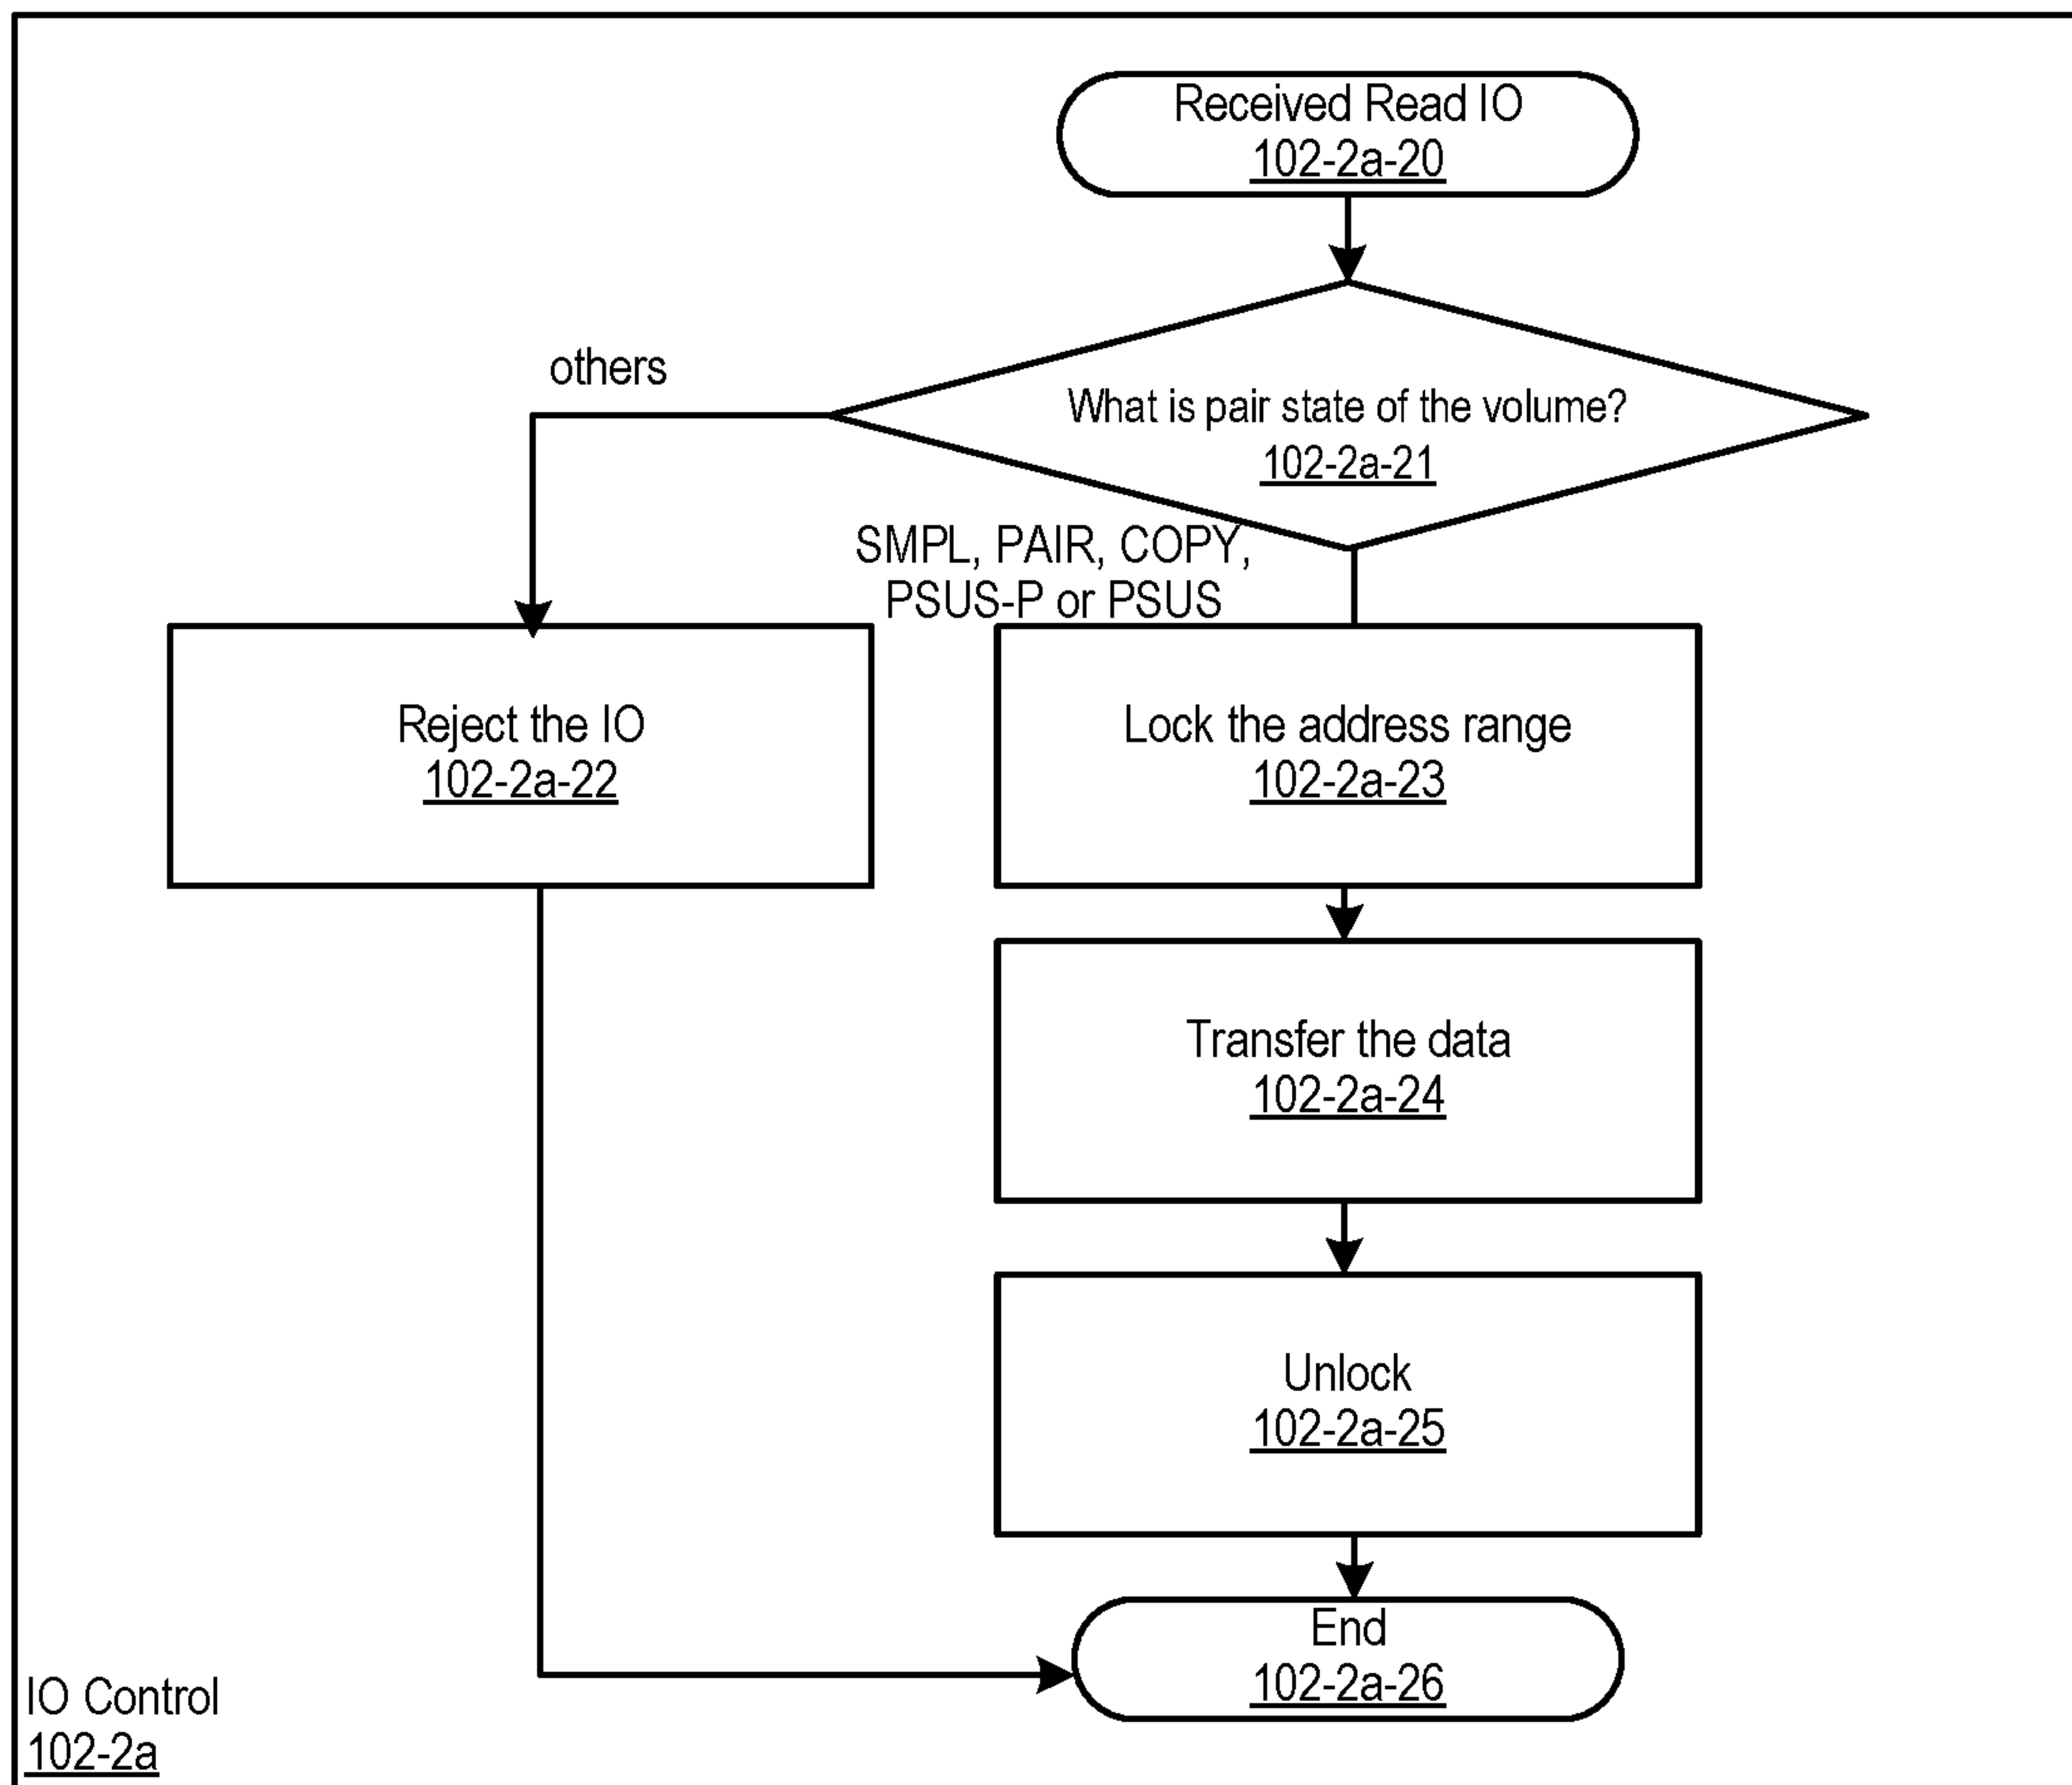 Received Read IO
102-2a-20
others
What is pair state of the volume?
102-2a-21
SMPL, PAIR, COPY,
PSUS-P or PSUS
Reject the IO
102-2a-22
Lock the address range
102-2a-23
Transfer the data
102-2a-24
Unlock
102-2a-25
End
102-2a-26
IO Control
102-2a